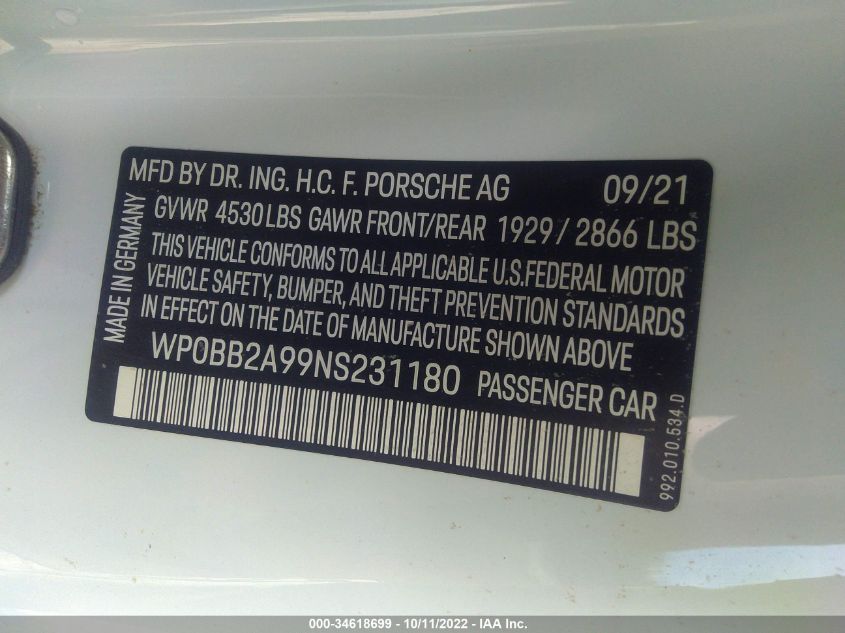 MFD BY DR. ING. H.C. F. PORSCHE AG 09/21
GVWR 4530 LBS GAWR FRONT/REAR 1929 / 2866 LBS
THIS VEHICLE CONFORMS TO ALL APPLICABLE U.S. FEDERAL MOTOR
VEHICLE SAFETY, BUMPER, AND THEFT PREVENTION STANDARDS
IN EFFECT ON THE DATE OF MANUFACTURE SHOWN ABOVE
WP0BB2A99NS231180 PASSENGER CAR
MADE IN GERMANY
992.010.534.D
000-34618699 - 10/11/2022 - IAA Inc.